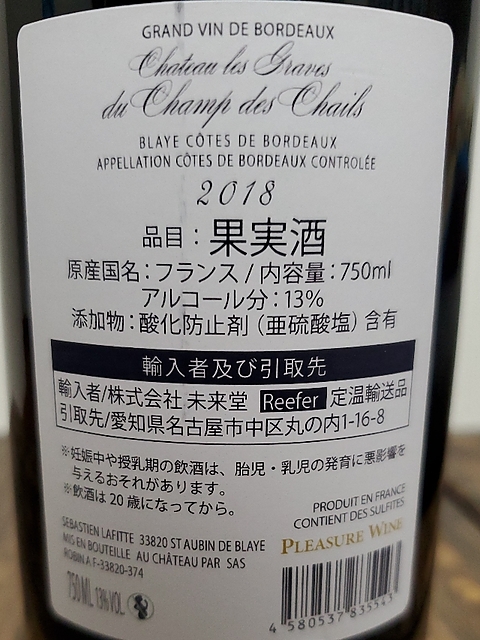 GRAND VIN DE BORDEAUX
Chateau les Graves
du Champ des Chails
BLAYE CÔTES DE BORDEAUX
APPELLATION CÔTES DE BORDEAUX CONTROLÉE
2018
品目：果実酒
原産国名：フランス / 内容量：750ml
アルコール分：13%
添加物：酸化防止剤（亜硫酸塩）含有
輸入者及び引取先
輸入者/株式会社 未来堂 Reefer 定温輸送品
引取先/愛知県名古屋市中区丸の内1-16-8
※妊娠中や授乳期の飲酒は、胎児・乳児の発育に悪影響を
与えるおそれがあります。
※飲酒は20歳になってから。
PRODUIT EN FRANCE
CONTIENT DES SULFITES
PLEASURE WINE
SEBASTIEN LAFITTE 33820 ST AUBIN DE BLAYE
MIS EN BOUTEILLE AU CHÂTEAU PAR SAS
ROBIN A F-33820-374
750 ML 13% VOL
4 580537 835543